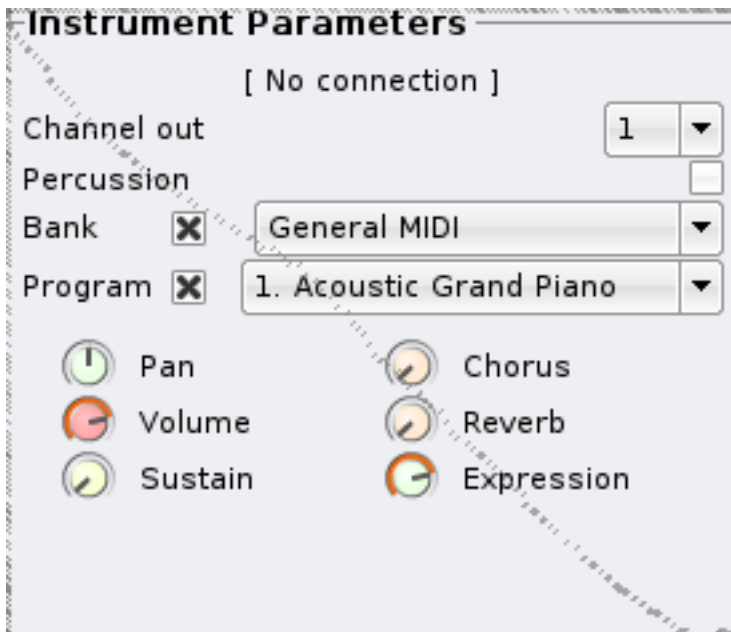 Instrument Parameters
[ No connection ]
Channel out 1
Percussion
Bank General MIDI
Program 1. Acoustic Grand Piano
Pan Chorus
Volume Reverb
Sustain Expression